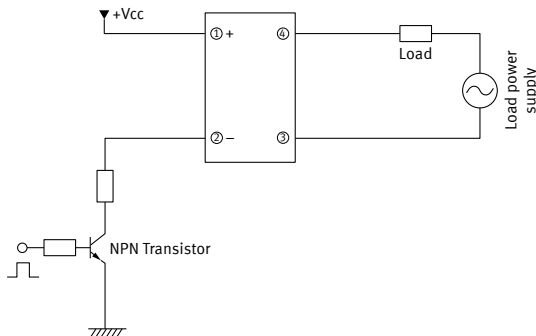 +Vcc
① +
④
Load
Load power
supply
② −
③
NPN Transistor